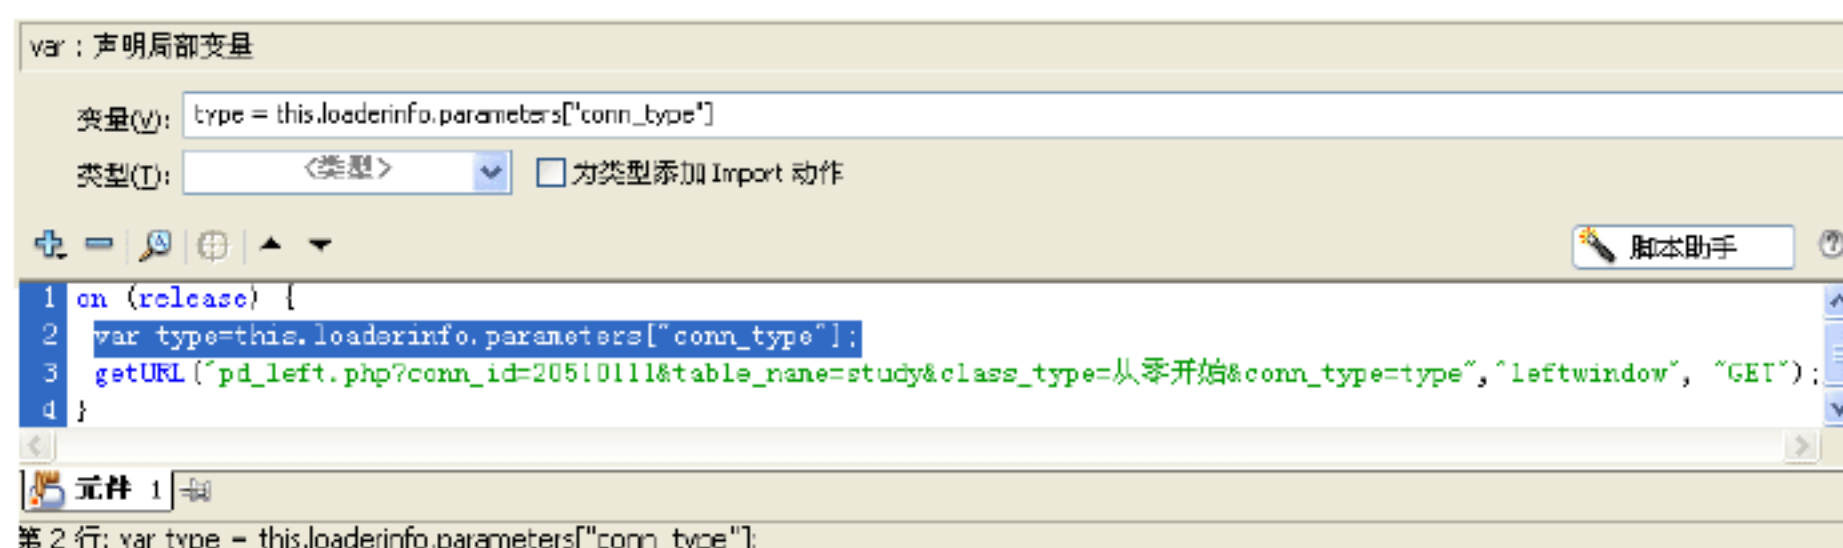 var : 声明局部变量
变量(V): type = this.loaderinfo.parameters["conn_type"]
类型(T): <类型> 为类型添加 Import 动作
脚本助手
1 on (release) {
2 var type=this.loaderinfo.parameters["conn_type"];
3 getURL("pd_left.php?conn_id=20510111&table_name=study&class_type=从零开始&conn_type=type","leftwindow", "GET");
4 }
元件 1
第 2 行: var type = this.loaderinfo.parameters["conn_type"];